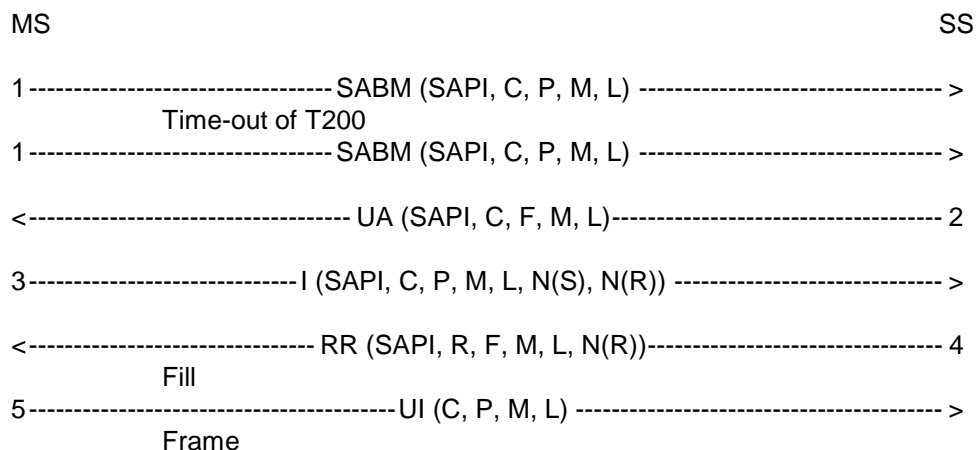 MS SS
1---------------------------------- SABM (SAPI, C, P, M, L) ---------------------------------- >
Time-out of T200
1---------------------------------- SABM (SAPI, C, P, M, L) ---------------------------------- >
<------------------------------------ UA (SAPI, C, F, M, L)------------------------------------- 2
3------------------------------I (SAPI, C, P, M, L, N(S), N(R)) ------------------------------ >
<-------------------------------- RR (SAPI, R, F, M, L, N(R))--------------------------------- 4
Fill
5-----------------------------------------UI (C, P, M, L) ----------------------------------------- >
Frame